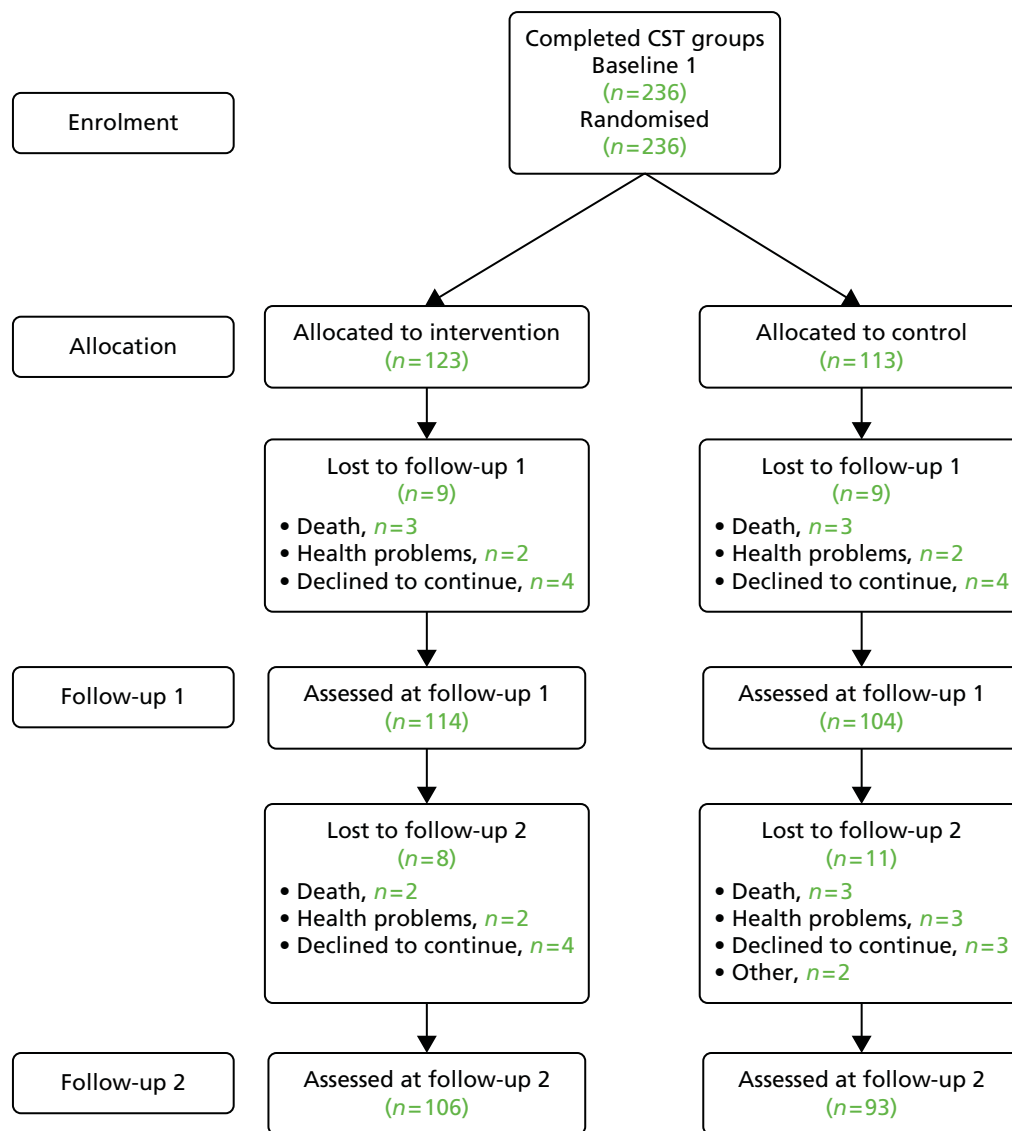 Completed CST groups
Baseline 1
(n=236)
Randomised
(n=236)
Enrolment
Allocation
Allocated to intervention
(n=123)
Allocated to control
(n=113)
Lost to follow-up 1
(n=9)
• Death, n=3
• Health problems, n=2
• Declined to continue, n=4
Lost to follow-up 1
(n=9)
• Death, n=3
• Health problems, n=2
• Declined to continue, n=4
Follow-up 1
Assessed at follow-up 1
(n=114)
Assessed at follow-up 1
(n=104)
Lost to follow-up 2
(n=8)
• Death, n=2
• Health problems, n=2
• Declined to continue, n=4
Lost to follow-up 2
(n=11)
• Death, n=3
• Health problems, n=3
• Declined to continue, n=3
• Other, n=2
Follow-up 2
Assessed at follow-up 2
(n=106)
Assessed at follow-up 2
(n=93)